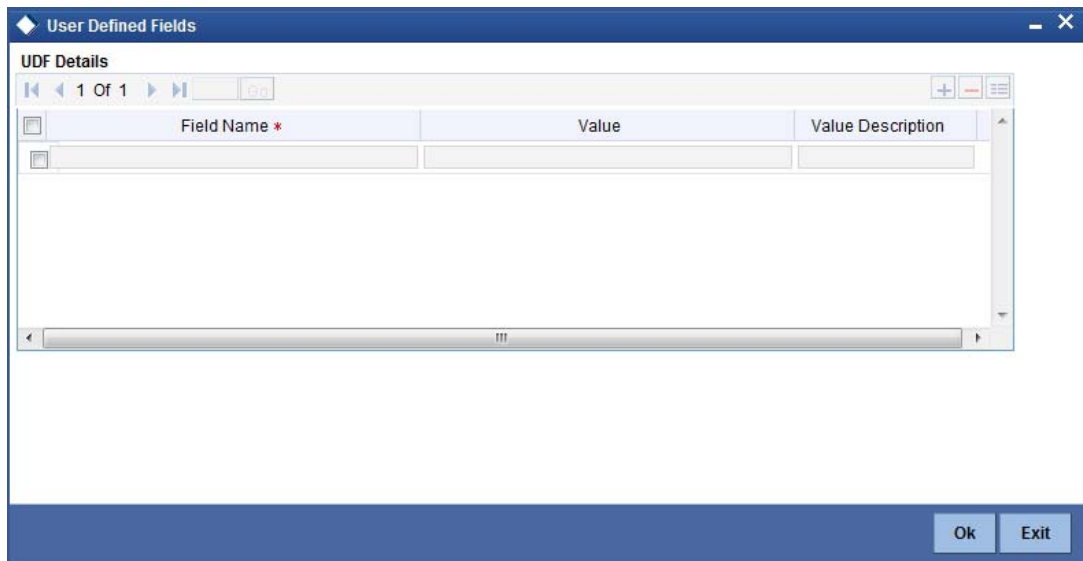 User Defined Fields
UDF Details
1 Of 1
Go
Field Name *
Value
Value Description
Ok
Exit